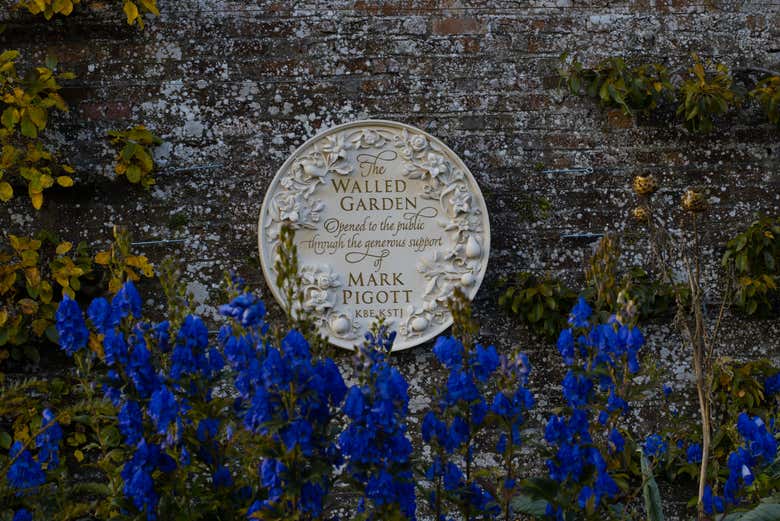 The
WALLED
GARDEN
Opened to the public
through the generous support
of
MARK
PIGOTT
KBE KSTJ